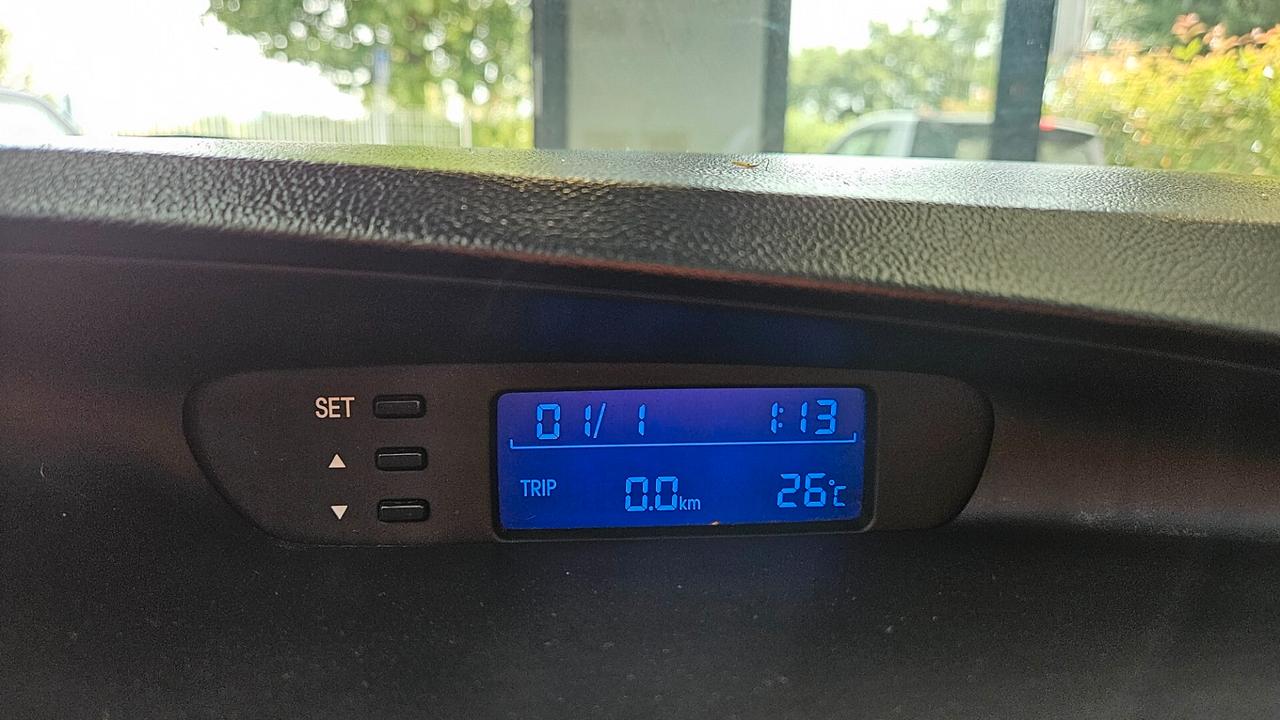 SET
▲
▼
01/ 1 1:13
TRIP 0.0km 26°C